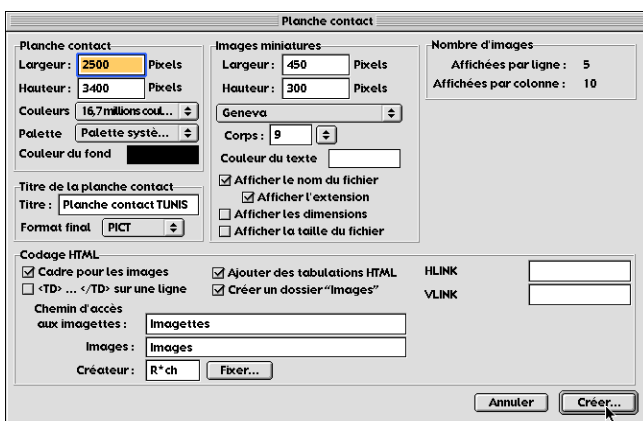 Planche contact
Planche contact
Largeur : 2500 Pixels
Hauteur : 3400 Pixels
Couleurs 16,7 millions coul...
Palette Palette systè...
Couleur du fond
Titre de la planche contact
Titre : Planche contact TUNIS
Format final PICT
Images miniatures
Largeur : 450 Pixels
Hauteur : 300 Pixels
Geneva
Corps : 9
Couleur du texte
Afficher le nom du fichier
Afficher l'extension
Afficher les dimensions
Afficher la taille du fichier
Nombre d'images
Affichées par ligne : 5
Affichées par colonne : 10
Codage HTML
Cadre pour les images
<TD> ... </TD> sur une ligne
Ajouter des tabulations HTML
Créer un dossier "Images"
HLINK
VLINK
Chemin d'accès
aux imagettes : Imagettes
Images : Images
Créateur : R*ch Fixer...
Annuler Créer...